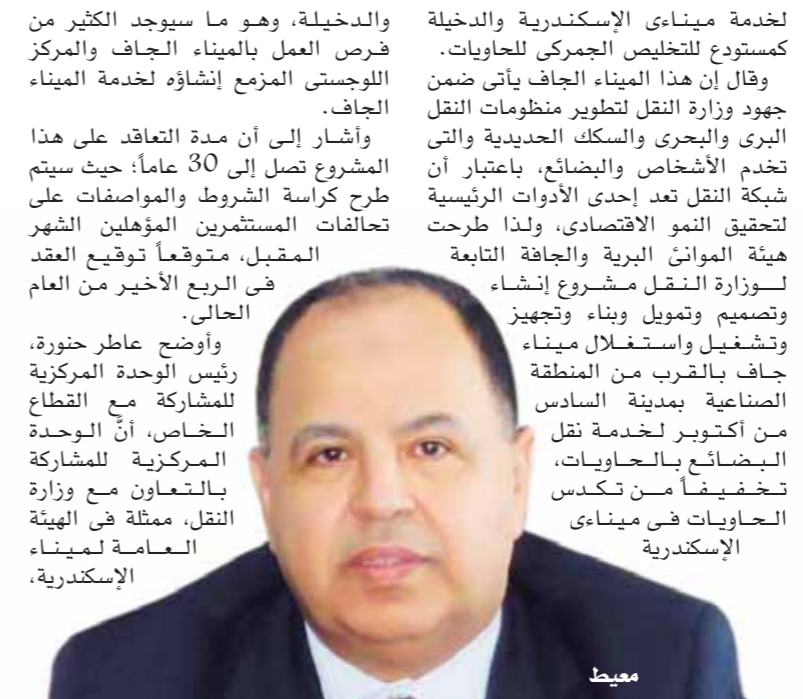 لخدمة ميناءى الإسكندرية والدخيلة
كمستودع للتخليص الجمركى للحاويات.
وقال إن هذا الميناء الجاف يأتى ضمن
جهود وزارة النقل لتطوير منظومات النقل
البرى والبحرى والسكك الحديدية والتى
تخدم الأشخاص والبضائع، باعتبار أن
شبكة النقل تعد إحدى الأدوات الرئيسية
لتحقيق النمو الاقتصادى، ولذا طرحت
هيئة الموانئ البرية والجافة التابعة
لوزارة النقل مشروع إنشاء
وتصميم وتمويل وبناء وتجهيز
وتشغيل واستغلال ميناء
جاف بالقرب من المنطقة
الصناعية بمدينة السادس
من أكتوبر لخدمة نقل
البضائع بالحاويات،
تخفيفاً من تكدس
الحاويات فى ميناءى
الإسكندرية
والدخيلة، وهو ما سيوجد الكثير من
فرص العمل بالميناء الجاف والمركز
اللوجستى المزمع إنشاؤه لخدمة الميناء
الجاف.
وأشار إلى أن مدة التعاقد على هذا
المشروع تصل إلى 30 عاماً؛ حيث سيتم
طرح كراسة الشروط والمواصفات على
تحالفات المستثمرين المؤهلين الشهر
المقبل، متوقعاً توقيع العقد
فى الربع الأخير من العام
الحالى.
وأوضح عاطر حنورة،
رئيس الوحدة المركزية
للمشاركة مع القطاع
الخاص، أنَّ الوحدة
المركزية للمشاركة
بالتعاون مع وزارة
النقل، ممثلة فى الهيئة
العامة لميناء
الإسكندرية،
معيط